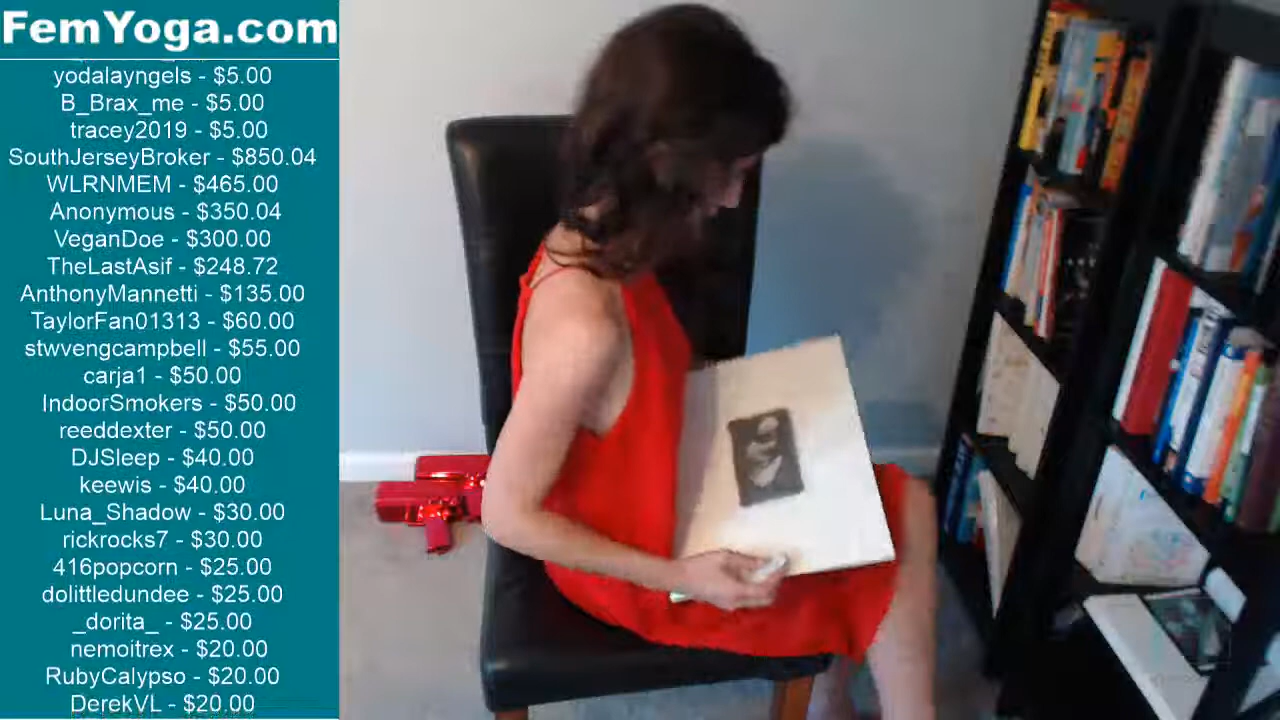 FemYoga.com
yodalayngels - $5.00
B_Brax_me - $5.00
tracey2019 - $5.00
SouthJerseyBroker - $850.04
WLRNMEM - $465.00
Anonymous - $350.04
VeganDoe - $300.00
TheLastAsif - $248.72
AnthonyMannetti - $135.00
TaylorFan01313 - $60.00
stwvengcampbell - $55.00
carja1 - $50.00
IndoorSmokers - $50.00
reeddexter - $50.00
DJSleep - $40.00
keewis - $40.00
Luna_Shadow - $30.00
rickrocks7 - $30.00
416popcorn - $25.00
dolittledundee - $25.00
_dorita_ - $25.00
nemoitrex - $20.00
RubyCalypso - $20.00
DerekVL - $20.00